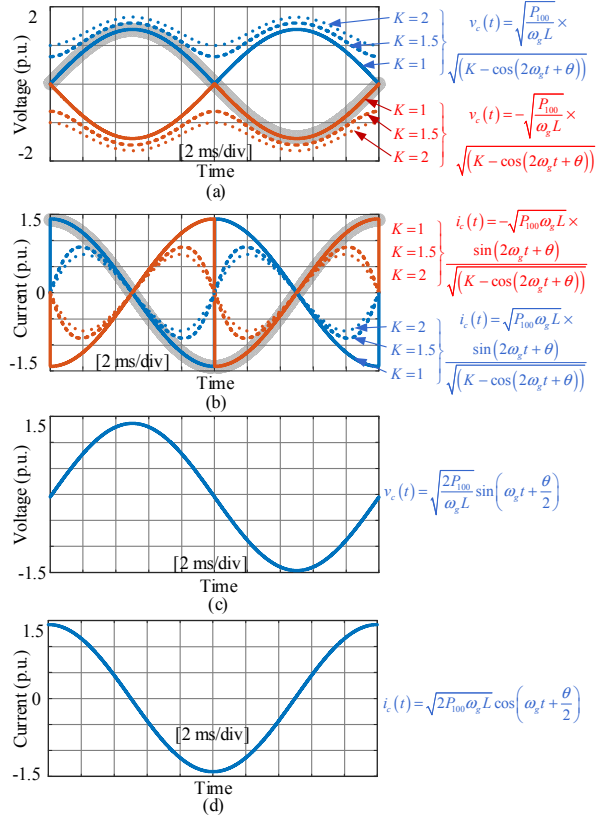 2
0
-2
Voltage (p.u.)
[2 ms/div]
Time
(a)
K = 2
K = 1.5
K = 1
v_c(t) = √(P_100/(ω_g L)) ×
√((K − cos(2ω_g t + θ))
K = 1
K = 1.5
K = 2
v_c(t) = −√(P_100/(ω_g L)) ×
√((K − cos(2ω_g t + θ))
1.5
0
-1.5
Current (p.u.)
[2 ms/div]
Time
(b)
K = 1
K = 1.5
K = 2
i_c(t) = −√(P_100 ω_g L) ×
sin(2ω_g t + θ)
√((K − cos(2ω_g t + θ))
K = 2
K = 1.5
K = 1
i_c(t) = √(P_100 ω_g L) ×
sin(2ω_g t + θ)
√((K − cos(2ω_g t + θ))
1.5
0
-1.5
Voltage (p.u.)
[2 ms/div]
Time
(c)
v_c(t) = √(2P_100/(ω_g L)) sin(ω_g t + θ/2)
1.5
0
-1.5
Current (p.u.)
[2 ms/div]
Time
(d)
i_c(t) = √(2P_100 ω_g L) cos(ω_g t + θ/2)